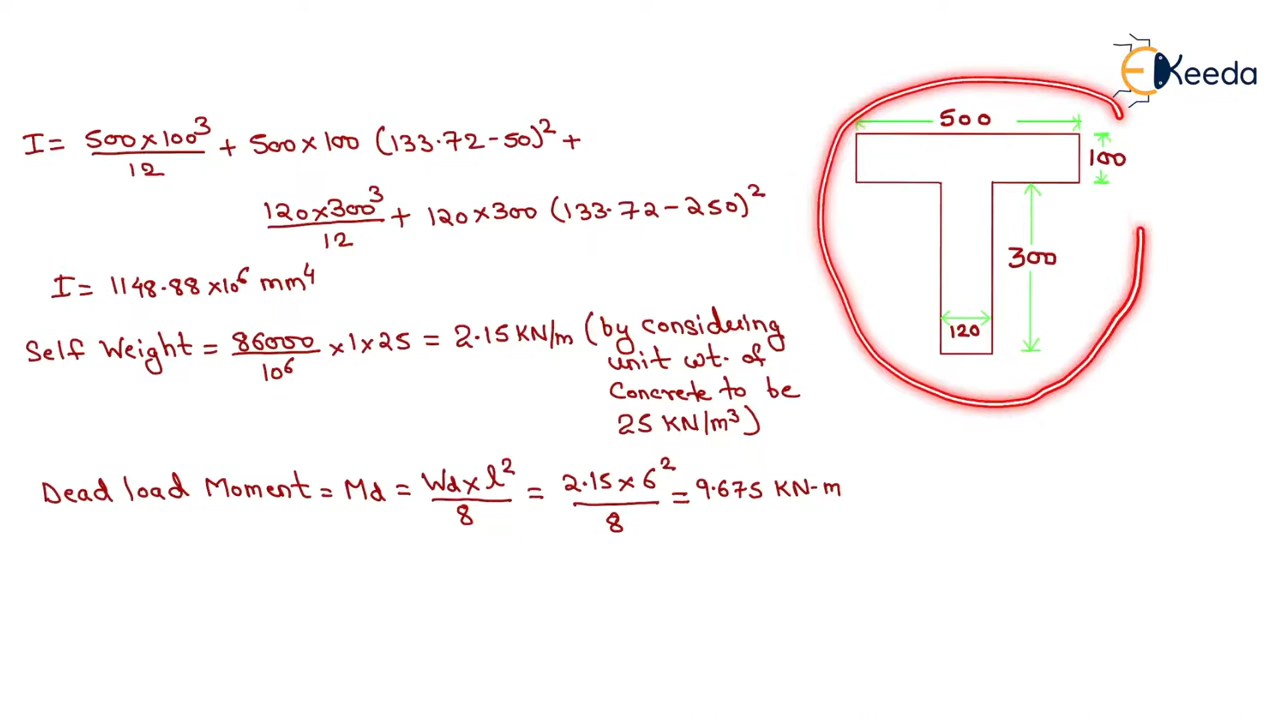 EKeeda
I = 500×100³/12 + 500×100 (133.72-50)² +
120×300³/12 + 120×300 (133.72-250)²
I = 1148.88×10⁶ mm⁴
Self Weight = 86000/10⁶ ×1×25 = 2.15 KN/m (by considering
unit wt. of
Concrete to be
25 KN/m³)
Dead load Moment = Md = Wd×l²/8 = 2.15×6²/8 = 9.675 KN-m
500
100
300
120